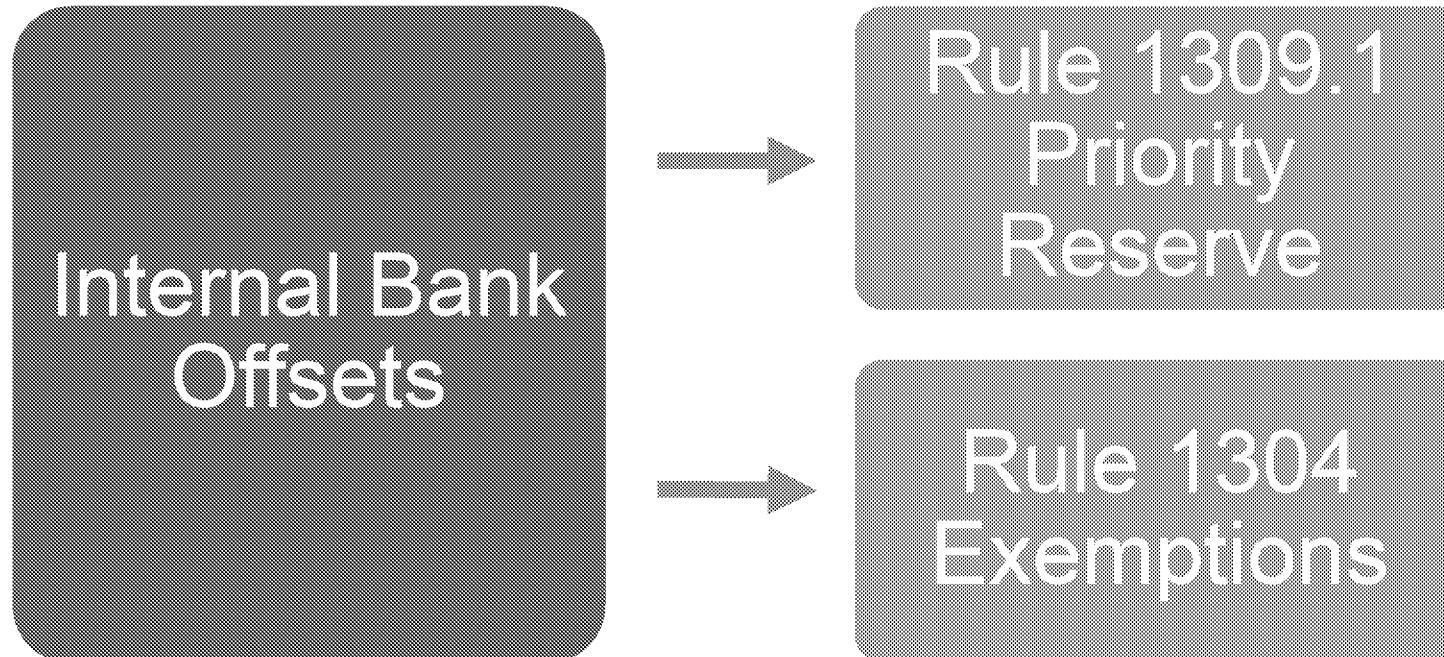 Internal Bank
Offsets
Rule 1309.1
Priority
Reserve
Rule 1304
Exemptions